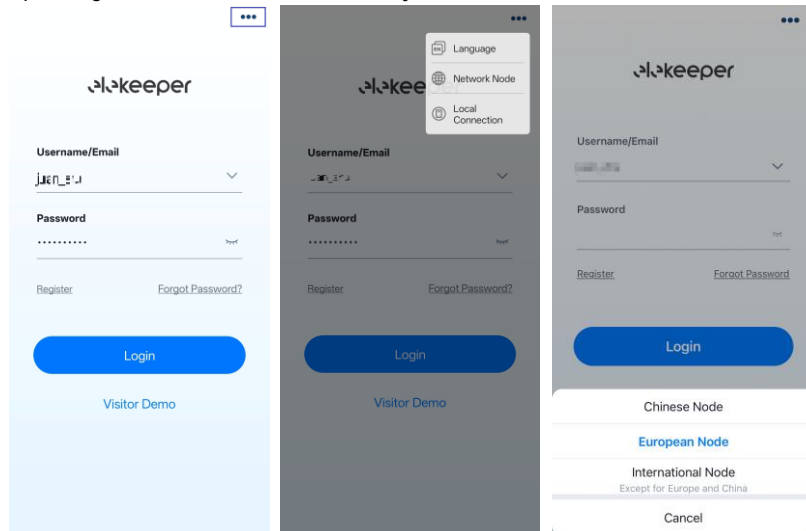 elekeeper
Username/Email
Password
Register
Forgot Password?
Login
Visitor Demo
Language
Network Node
Local
Connection
elekee
Username/Email
Password
Register
Forgot Password?
Login
Visitor Demo
elekeeper
Username/Email
Password
Register
Forgot Password
Login
Chinese Node
European Node
International Node
Except for Europe and China
Cancel